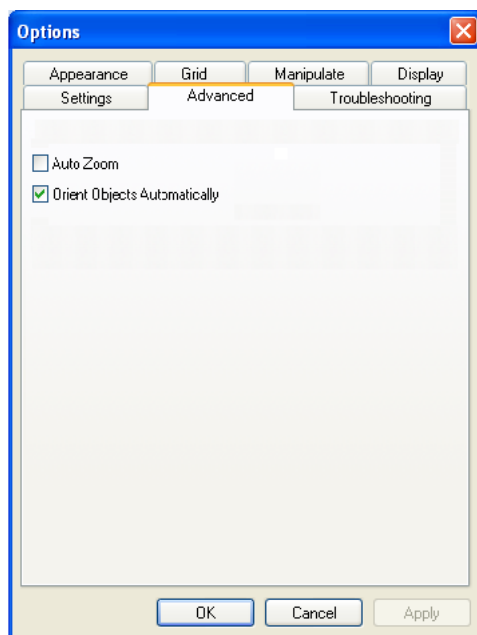 Options
Appearance Grid Manipulate Display
Settings Advanced Troubleshooting
Auto Zoom
Orient Objects Automatically
OK Cancel Apply